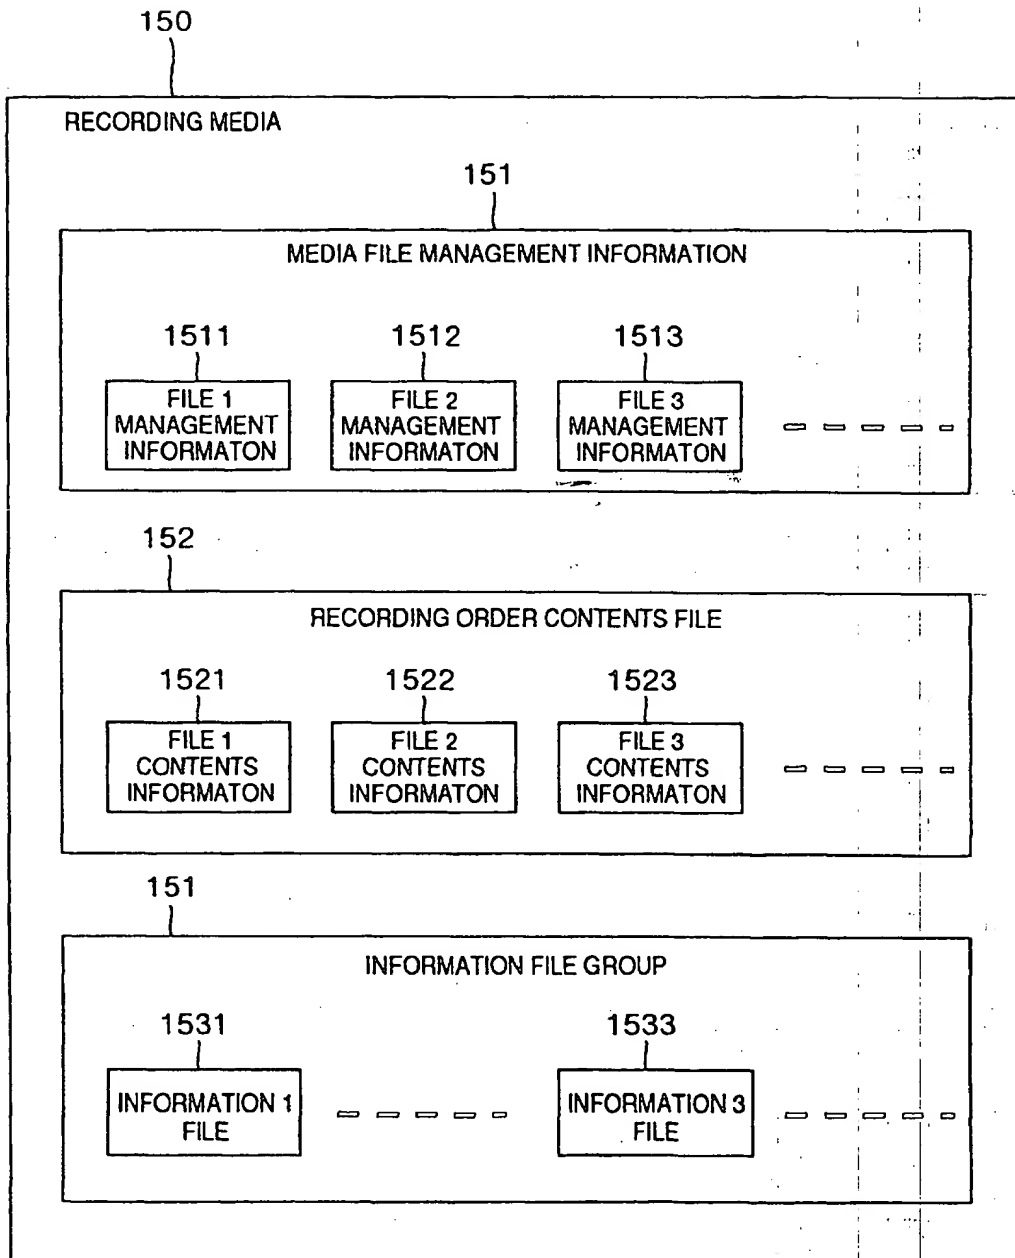 150
RECORDING MEDIA
151
MEDIA FILE MANAGEMENT INFORMATION
1511
1512
1513
FILE 1
MANAGEMENT
INFORMATON
FILE 2
MANAGEMENT
INFORMATON
FILE 3
MANAGEMENT
INFORMATON
152
RECORDING ORDER CONTENTS FILE
1521
1522
1523
FILE 1
CONTENTS
INFORMATON
FILE 2
CONTENTS
INFORMATON
FILE 3
CONTENTS
INFORMATON
151
INFORMATION FILE GROUP
1531
1533
INFORMATION 1
FILE
INFORMATION 3
FILE